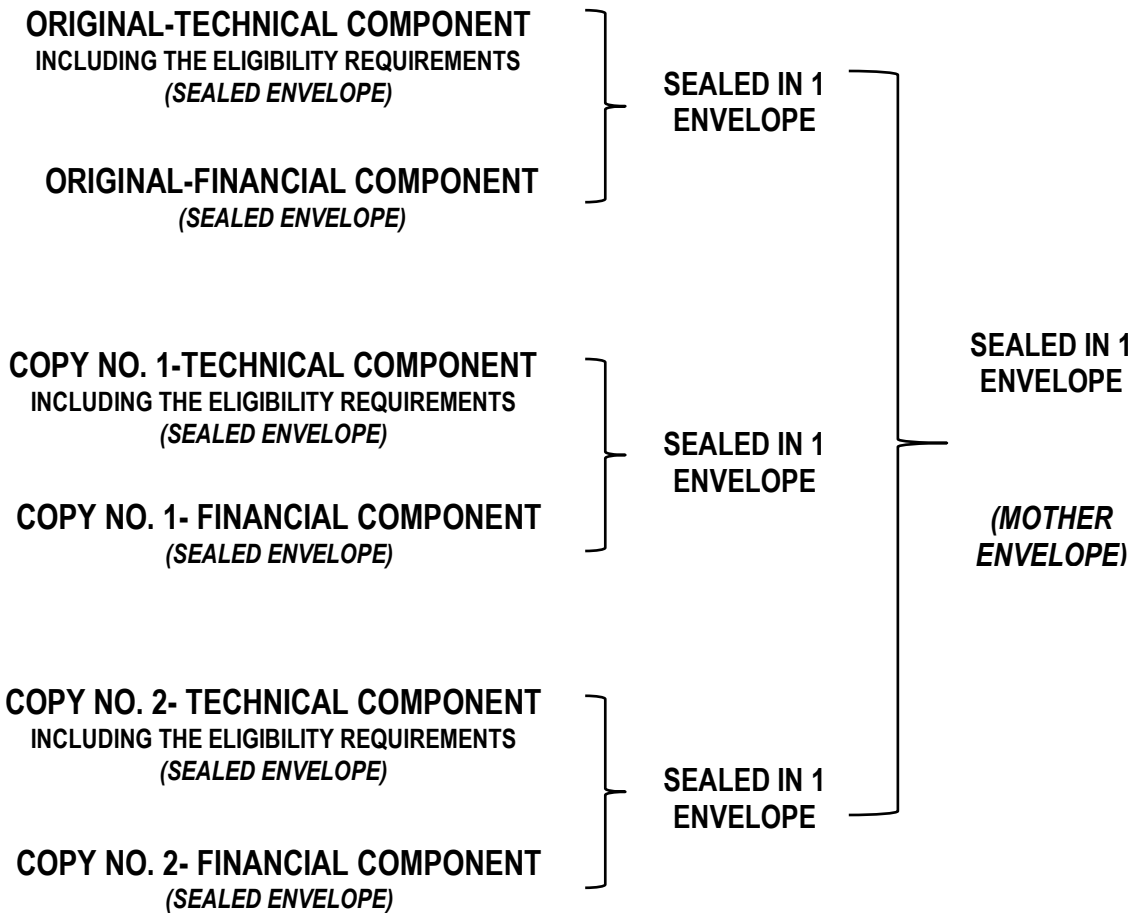 ORIGINAL-TECHNICAL COMPONENT
INCLUDING THE ELIGIBILITY REQUIREMENTS
(SEALED ENVELOPE)
SEALED IN 1
ENVELOPE
ORIGINAL-FINANCIAL COMPONENT
(SEALED ENVELOPE)
COPY NO. 1-TECHNICAL COMPONENT
INCLUDING THE ELIGIBILITY REQUIREMENTS
(SEALED ENVELOPE)
SEALED IN 1
ENVELOPE
COPY NO. 1- FINANCIAL COMPONENT
(SEALED ENVELOPE)
COPY NO. 2- TECHNICAL COMPONENT
INCLUDING THE ELIGIBILITY REQUIREMENTS
(SEALED ENVELOPE)
SEALED IN 1
ENVELOPE
COPY NO. 2- FINANCIAL COMPONENT
(SEALED ENVELOPE)
SEALED IN 1
ENVELOPE
(MOTHER
ENVELOPE)